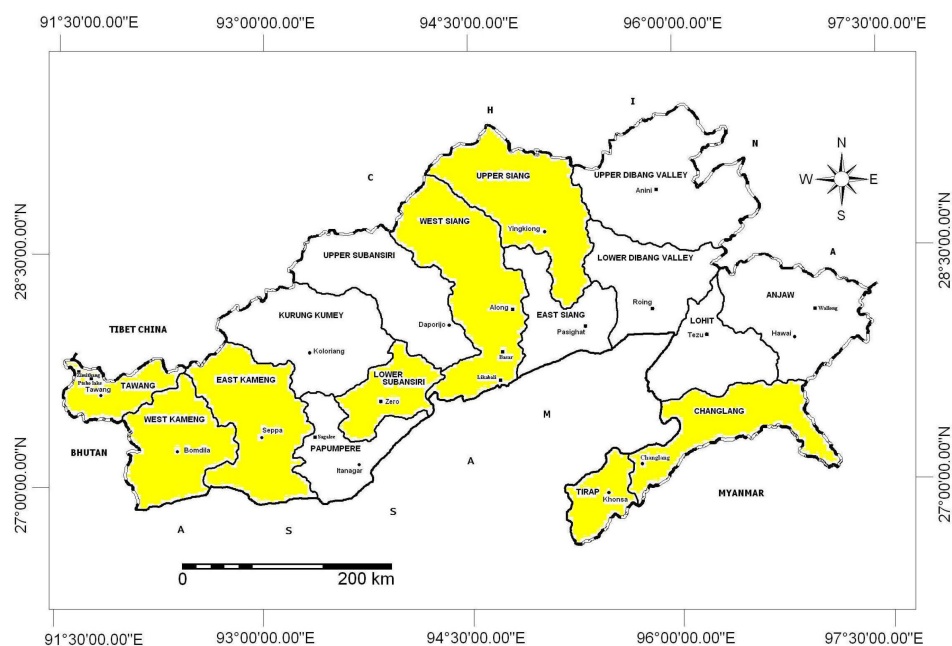 91°30'00.00"E
93°00'00.00"E
94°30'00.00"E
96°00'00.00"E
97°30'00.00"E
28°30'00.00"N
28°30'00.00"N
27°00'00.00"N
27°00'00.00"N
N
W
E
S
C
H
I
N
A
UPPER SIANG
UPPER DIBANG VALLEY
Anini
WEST SIANG
Yingkiong
UPPER SUBANSIRI
LOWER DIBANG VALLEY
ANJAW
Along
Roing
Walong
KURUNG KUMEY
EAST SIANG
LOHIT
Daporijo
Pasighat
Tezu
Hawai
TIBET CHINA
Koloriang
Basar
LOWER
SUBANSIRI
Likabali
EAST KAMENG
TAWANG
Tawang
Zero
WEST KAMENG
CHANGLANG
Seppa
Sagalee
PAPUMPERE
BHUTAN
Bomdila
Itanagar
Changlang
TIRAP
Khonsa
MYANMAR
A
S
S
A
M
0
200 km
91°30'00.00"E
93°00'00.00"E
94°30'00.00"E
96°00'00.00"E
97°30'00.00"E